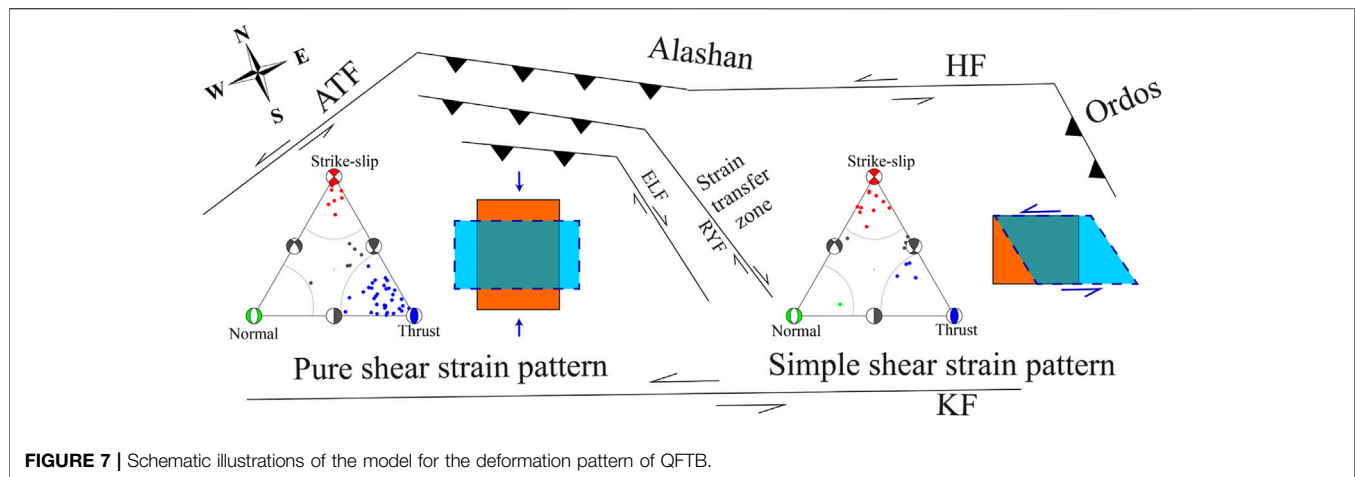 N
E
W
S
ATF
Alashan
HF
Ordos
Strike-slip
Normal
Thrust
ELF
RYF
Strain
transfer
zone
Strike-slip
Normal
Thrust
Pure shear strain pattern
Simple shear strain pattern
KF
FIGURE 7 | Schematic illustrations of the model for the deformation pattern of QFTB.